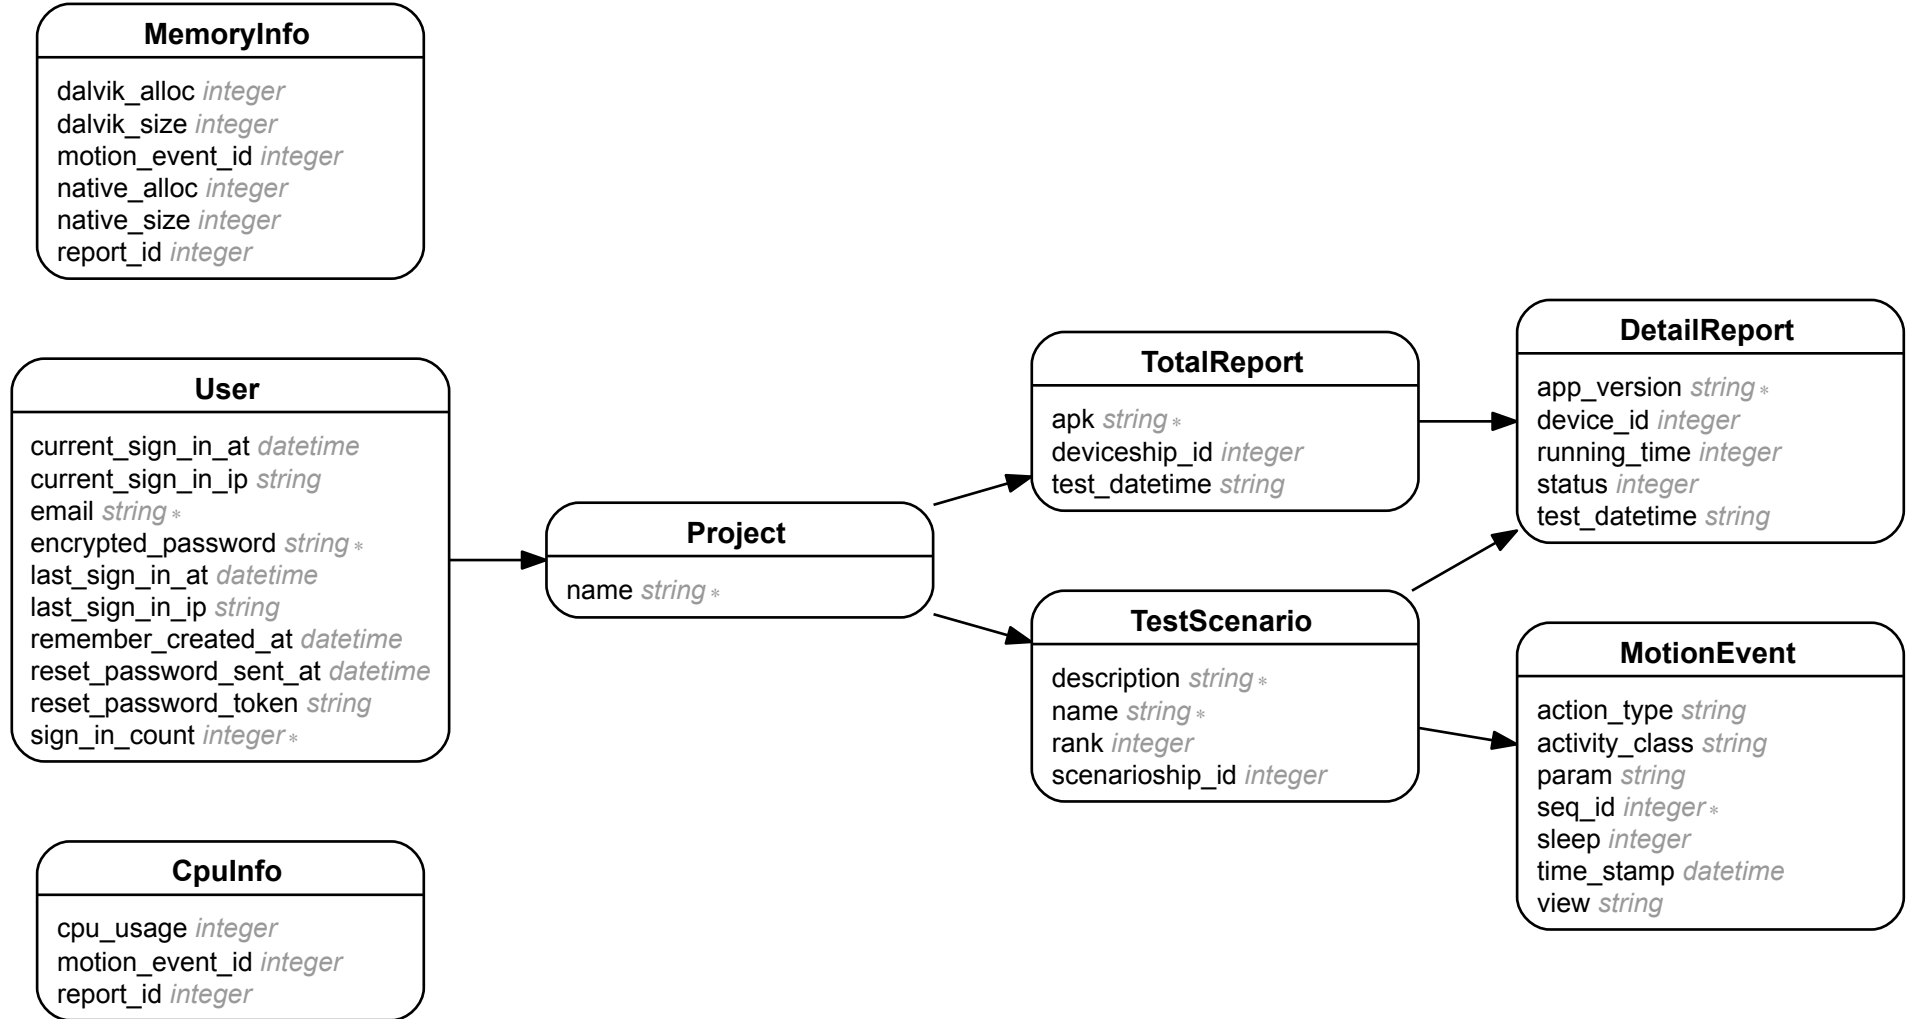 MemoryInfo
dalvik_alloc integer
dalvik_size integer
motion_event_id integer
native_alloc integer
native_size integer
report_id integer
User
current_sign_in_at datetime
current_sign_in_ip string
email string *
encrypted_password string *
last_sign_in_at datetime
last_sign_in_ip string
remember_created_at datetime
reset_password_sent_at datetime
reset_password_token string
sign_in_count integer *
CpuInfo
cpu_usage integer
motion_event_id integer
report_id integer
Project
name string *
TotalReport
apk string *
deviceship_id integer
test_datetime string
TestScenario
description string *
name string *
rank integer
scenarioship_id integer
DetailReport
app_version string *
device_id integer
running_time integer
status integer
test_datetime string
MotionEvent
action_type string
activity_class string
param string
seq_id integer *
sleep integer
time_stamp datetime
view string